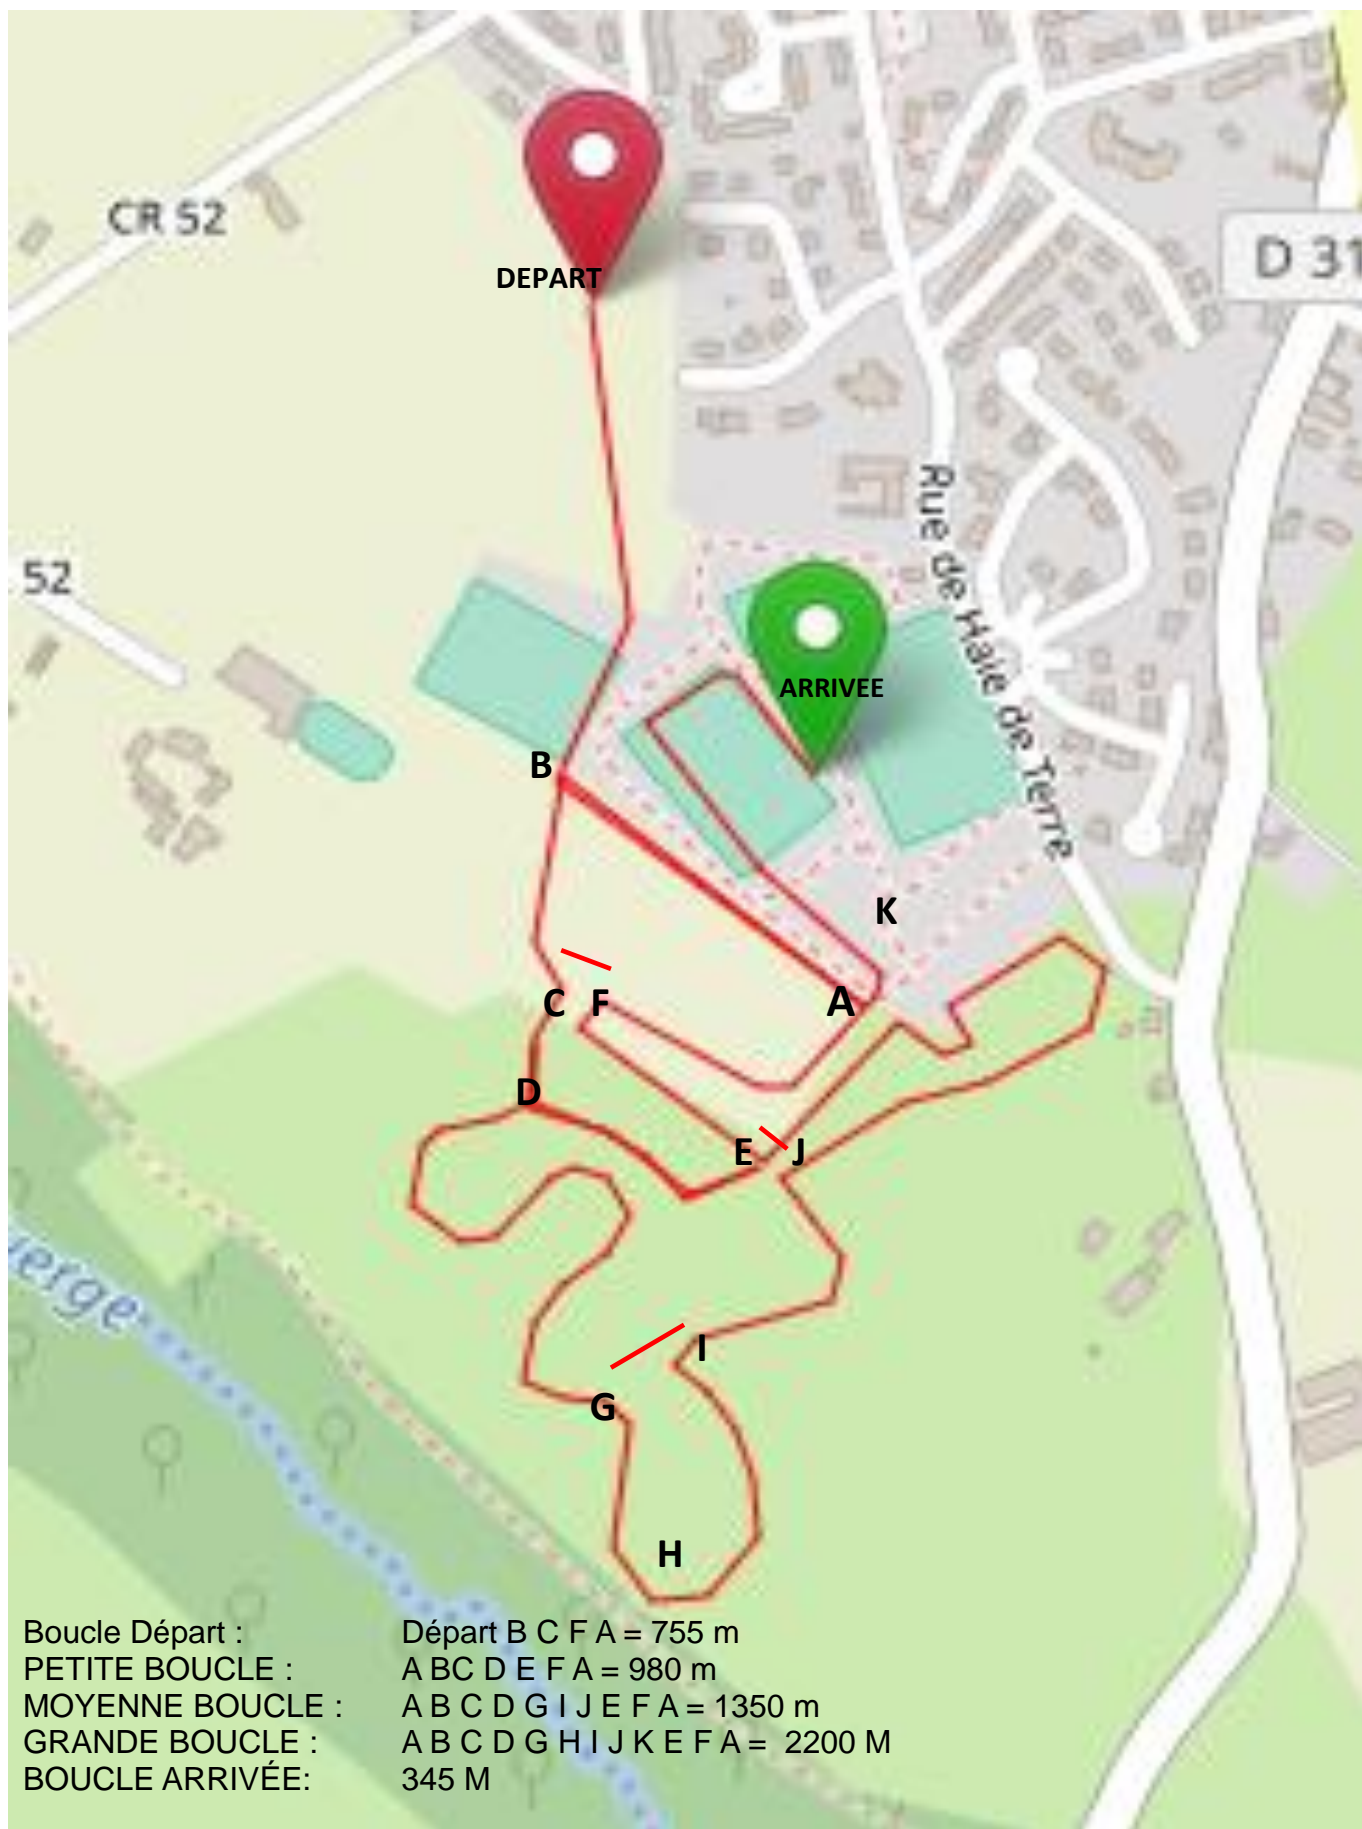 CR 52
DEPART
D 31
Rue de Haie de Terre
52
ARRIVEE
B
K
C
F
A
D
E
J
erge
I
G
H
Boucle Départ : Départ B C F A = 755 m
PETITE BOUCLE : A BC D E F A = 980 m
MOYENNE BOUCLE : A B C D G I J E F A = 1350 m
GRANDE BOUCLE : A B C D G H I J K E F A = 2200 M
BOUCLE ARRIVÉE: 345 M